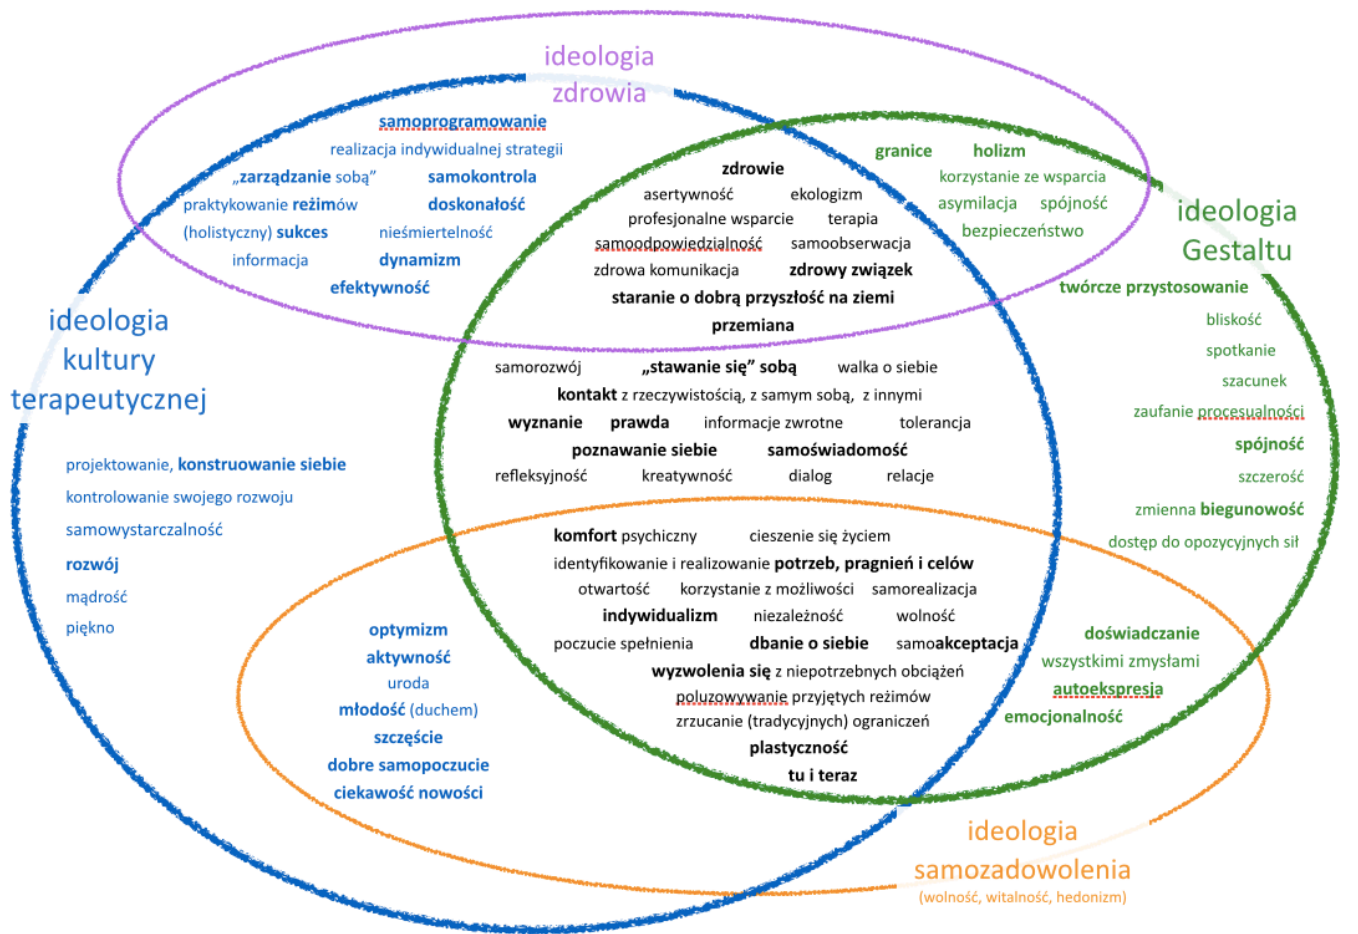 ideologia
zdrowia
samoprogramowanie
realizacja indywidualnej strategii
„zarządzanie sobą” samokontrola
praktykowanie reżimów doskonałość
(holistyczny) sukces nieśmiertelność
informacja dynamizm
efektywność
zdrowie
asertywność ekologizm
profesjonalne wsparcie terapia
samoodpowiedzialność samoobserwacja
zdrowa komunikacja zdrowy związek
staranie o dobrą przyszłość na ziemi
przemiana
granice holizm
korzystanie ze wsparcia
asymilacja spójność
bezpieczeństwo
ideologia
Gestaltu
twórcze przystosowanie
bliskość
spotkanie
szacunek
zaufanie procesualności
spójność
szczerość
zmienna biegunowość
dostęp do opozycyjnych sił
ideologia
kultury
terapeutycznej
projektowanie, konstruowanie siebie
kontrolowanie swojego rozwoju
samowystarczalność
rozwój
mądrość
piękno
samorozwój „stawanie się” sobą walka o siebie
kontakt z rzeczywistością, z samym sobą, z innymi
wyznanie prawda informacje zwrotne tolerancja
poznawanie siebie samoświadomość
refleksyjność kreatywność dialog relacje
komfort psychiczny cieszenie się życiem
identyfikowanie i realizowanie potrzeb, pragnień i celów
otwartość korzystanie z możliwości samorealizacja
indywidualizm niezależność wolność
poczucie spełnienia dbanie o siebie samoakceptacja
wyzwolenia się z niepotrzebnych obciążeń
poluzowywanie przyjętych reżimów
zrzucanie (tradycyjnych) ograniczeń
plastyczność
tu i teraz
optymizm
aktywność
uroda
młodość (duchem)
szczęście
dobre samopoczucie
ciekawość nowości
doświadczanie
wszystkimi zmysłami
autoekspresja
emocjonalność
ideologia
samozadowolenia
(wolność, witalność, hedonizm)